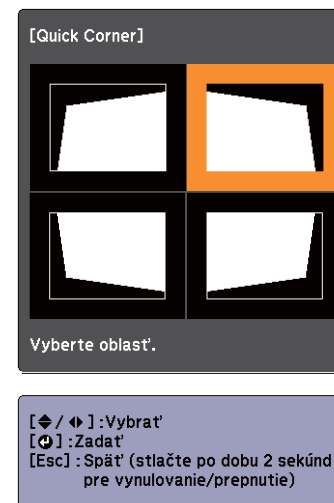 [Quick Corner]
Vyberte oblasť.
[◆/◆]:Vybrať
[↵]:Zadať
[Esc] :Späť (stlačte po dobu 2 sekúnd
pre vynulovanie/prepnutie)